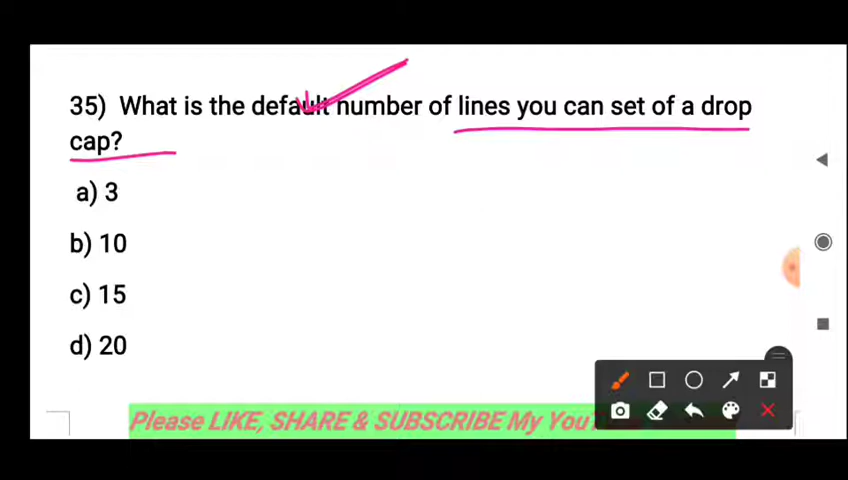 35) What is the default number of lines you can set of a drop
cap?
a) 3
b) 10
c) 15
d) 20
Please LIKE, SHARE & SUBSCRIBE My